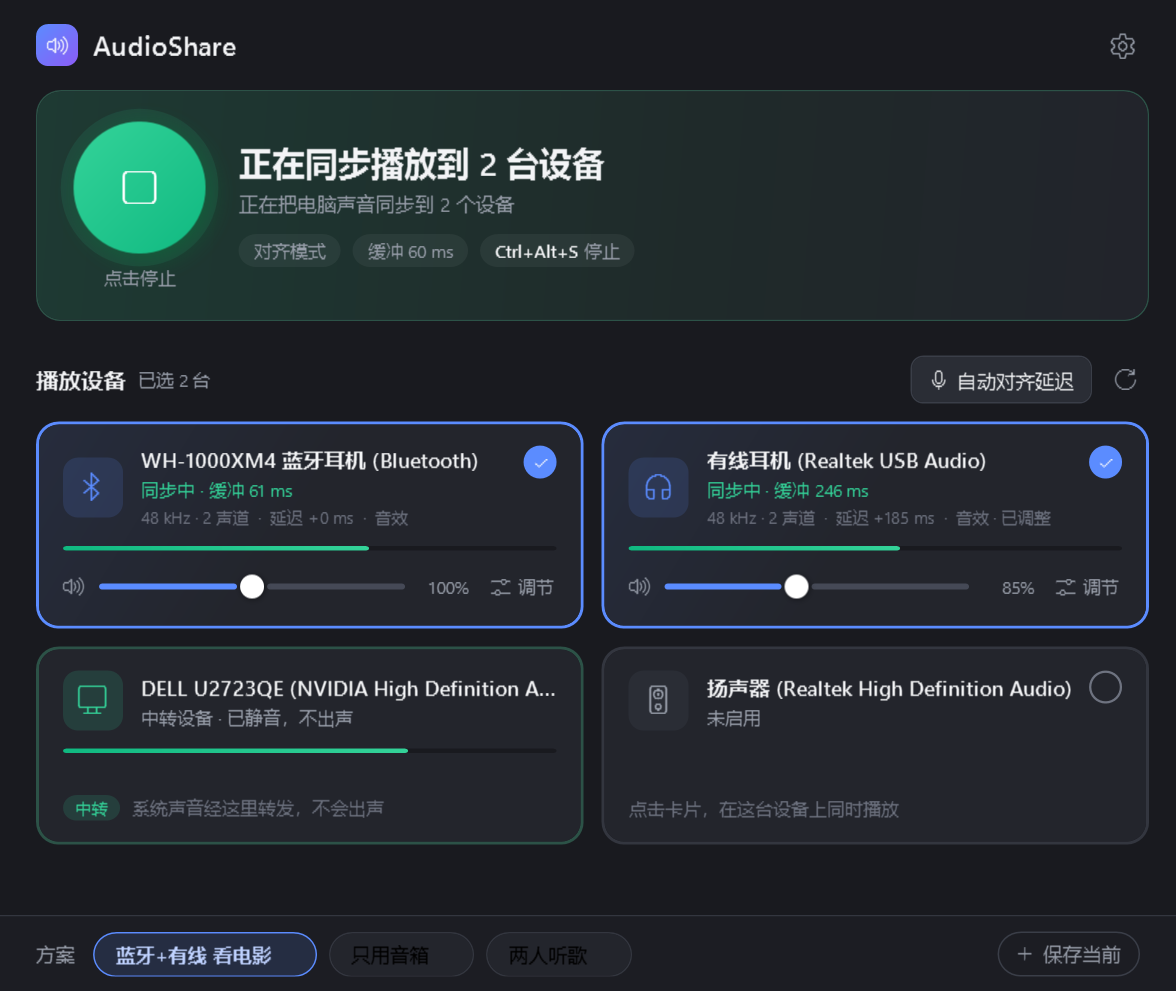 AudioShare
正在同步播放到 2 台设备
正在把电脑声音同步到 2 个设备
对齐模式 缓冲 60 ms Ctrl+Alt+S 停止
点击停止
播放设备 已选 2 台 自动对齐延迟
WH-1000XM4 蓝牙耳机 (Bluetooth)
同步中 · 缓冲 61 ms
48 kHz · 2 声道 · 延迟 +0 ms · 音效
100% 调节
有线耳机 (Realtek USB Audio)
同步中 · 缓冲 246 ms
48 kHz · 2 声道 · 延迟 +185 ms · 音效 · 已调整
85% 调节
DELL U2723QE (NVIDIA High Definition A...
中转设备 · 已静音，不出声
中转 系统声音经这里转发，不会出声
扬声器 (Realtek High Definition Audio)
未启用
点击卡片，在这台设备上同时播放
方案 蓝牙+有线 看电影 只用音箱 两人听歌 保存当前